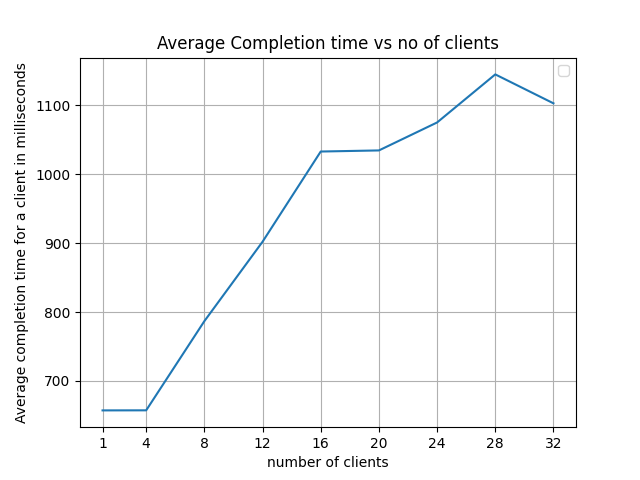 Average Completion time vs no of clients
Average completion time for a client in milliseconds
1100
1000
900
800
700
1 4 8 12 16 20 24 28 32
number of clients